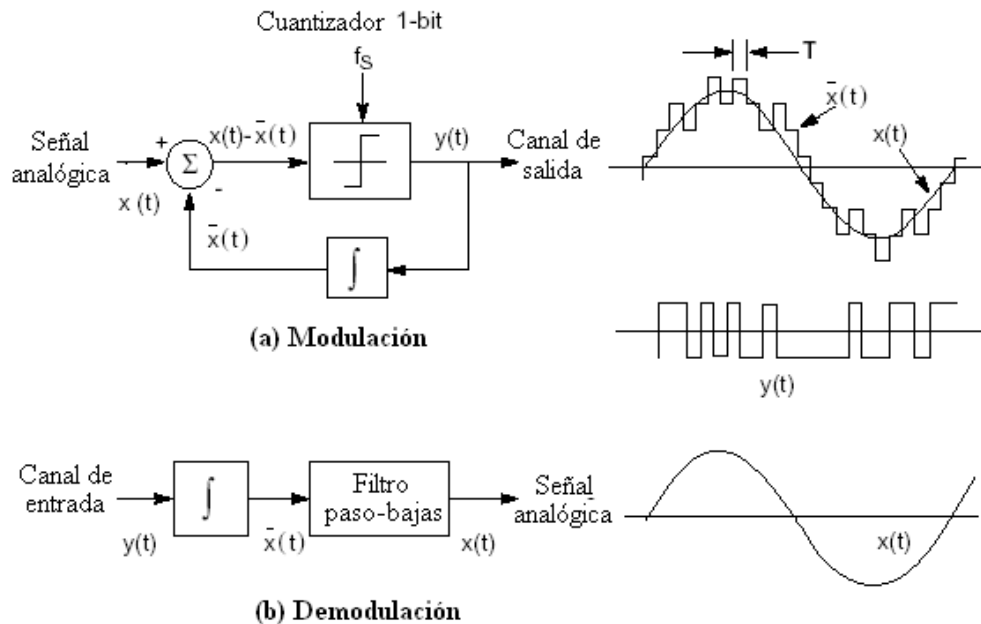 Cuantizador 1-bit
fS
Señal
analógica
x (t)
+
Σ
-
x(t)-x̄(t)
y(t)
Canal de
salida
x̄(t)
∫
(a) Modulación
T
x̄(t)
x(t)
y(t)
Canal de
entrada
y(t)
∫
x̄(t)
Filtro
paso-bajas
x(t)
Señal
analógica
x(t)
(b) Demodulación